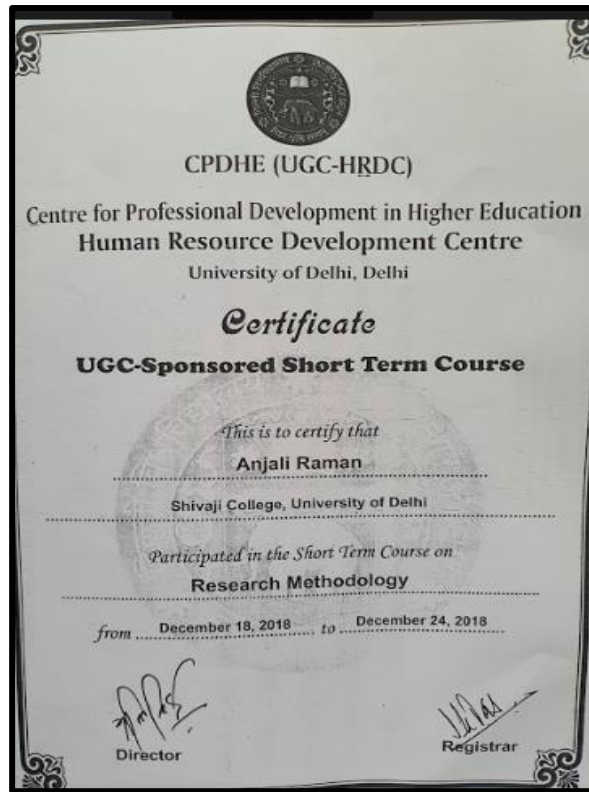 CPDHE (UGC-HRDC)
Centre for Professional Development in Higher Education
Human Resource Development Centre
University of Delhi, Delhi
Certificate
UGC-Sponsored Short Term Course
This is to certify that
Anjali Raman
Shivaji College, University of Delhi
Participated in the Short Term Course on
Research Methodology
from December 18, 2018 to December 24, 2018
Director
Registrar